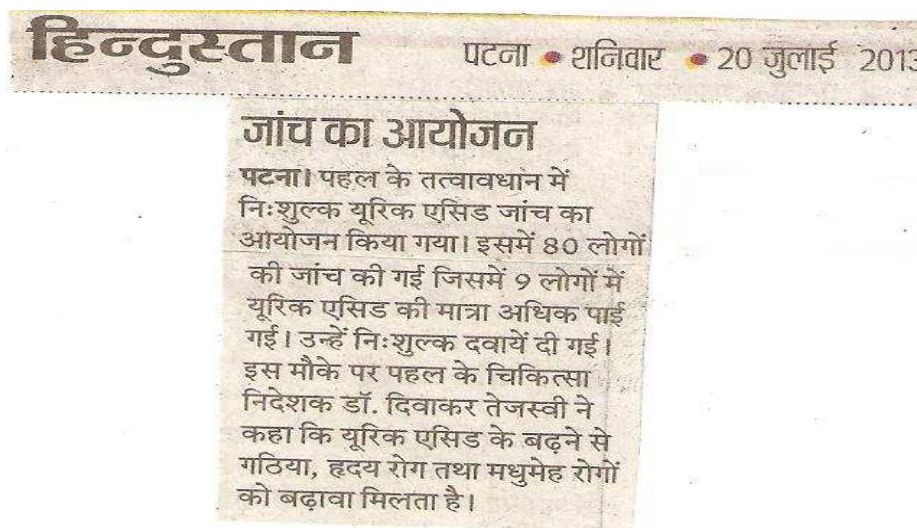 हिन्दुस्तान पटना • शनिवार • 20 जुलाई 2013
जांच का आयोजन
पटना। पहल के तत्वावधान में
निःशुल्क यूरिक एसिड जांच का
आयोजन किया गया। इसमें 80 लोगों
की जांच की गई जिसमें 9 लोगों में
यूरिक एसिड की मात्रा अधिक पाई
गई। उन्हें निःशुल्क दवायें दी गई।
इस मौके पर पहल के चिकित्सा
निदेशक डॉ. दिवाकर तेजस्वी ने
कहा कि यूरिक एसिड के बढ़ने से
गठिया, हृदय रोग तथा मधुमेह रोगों
को बढ़ावा मिलता है।